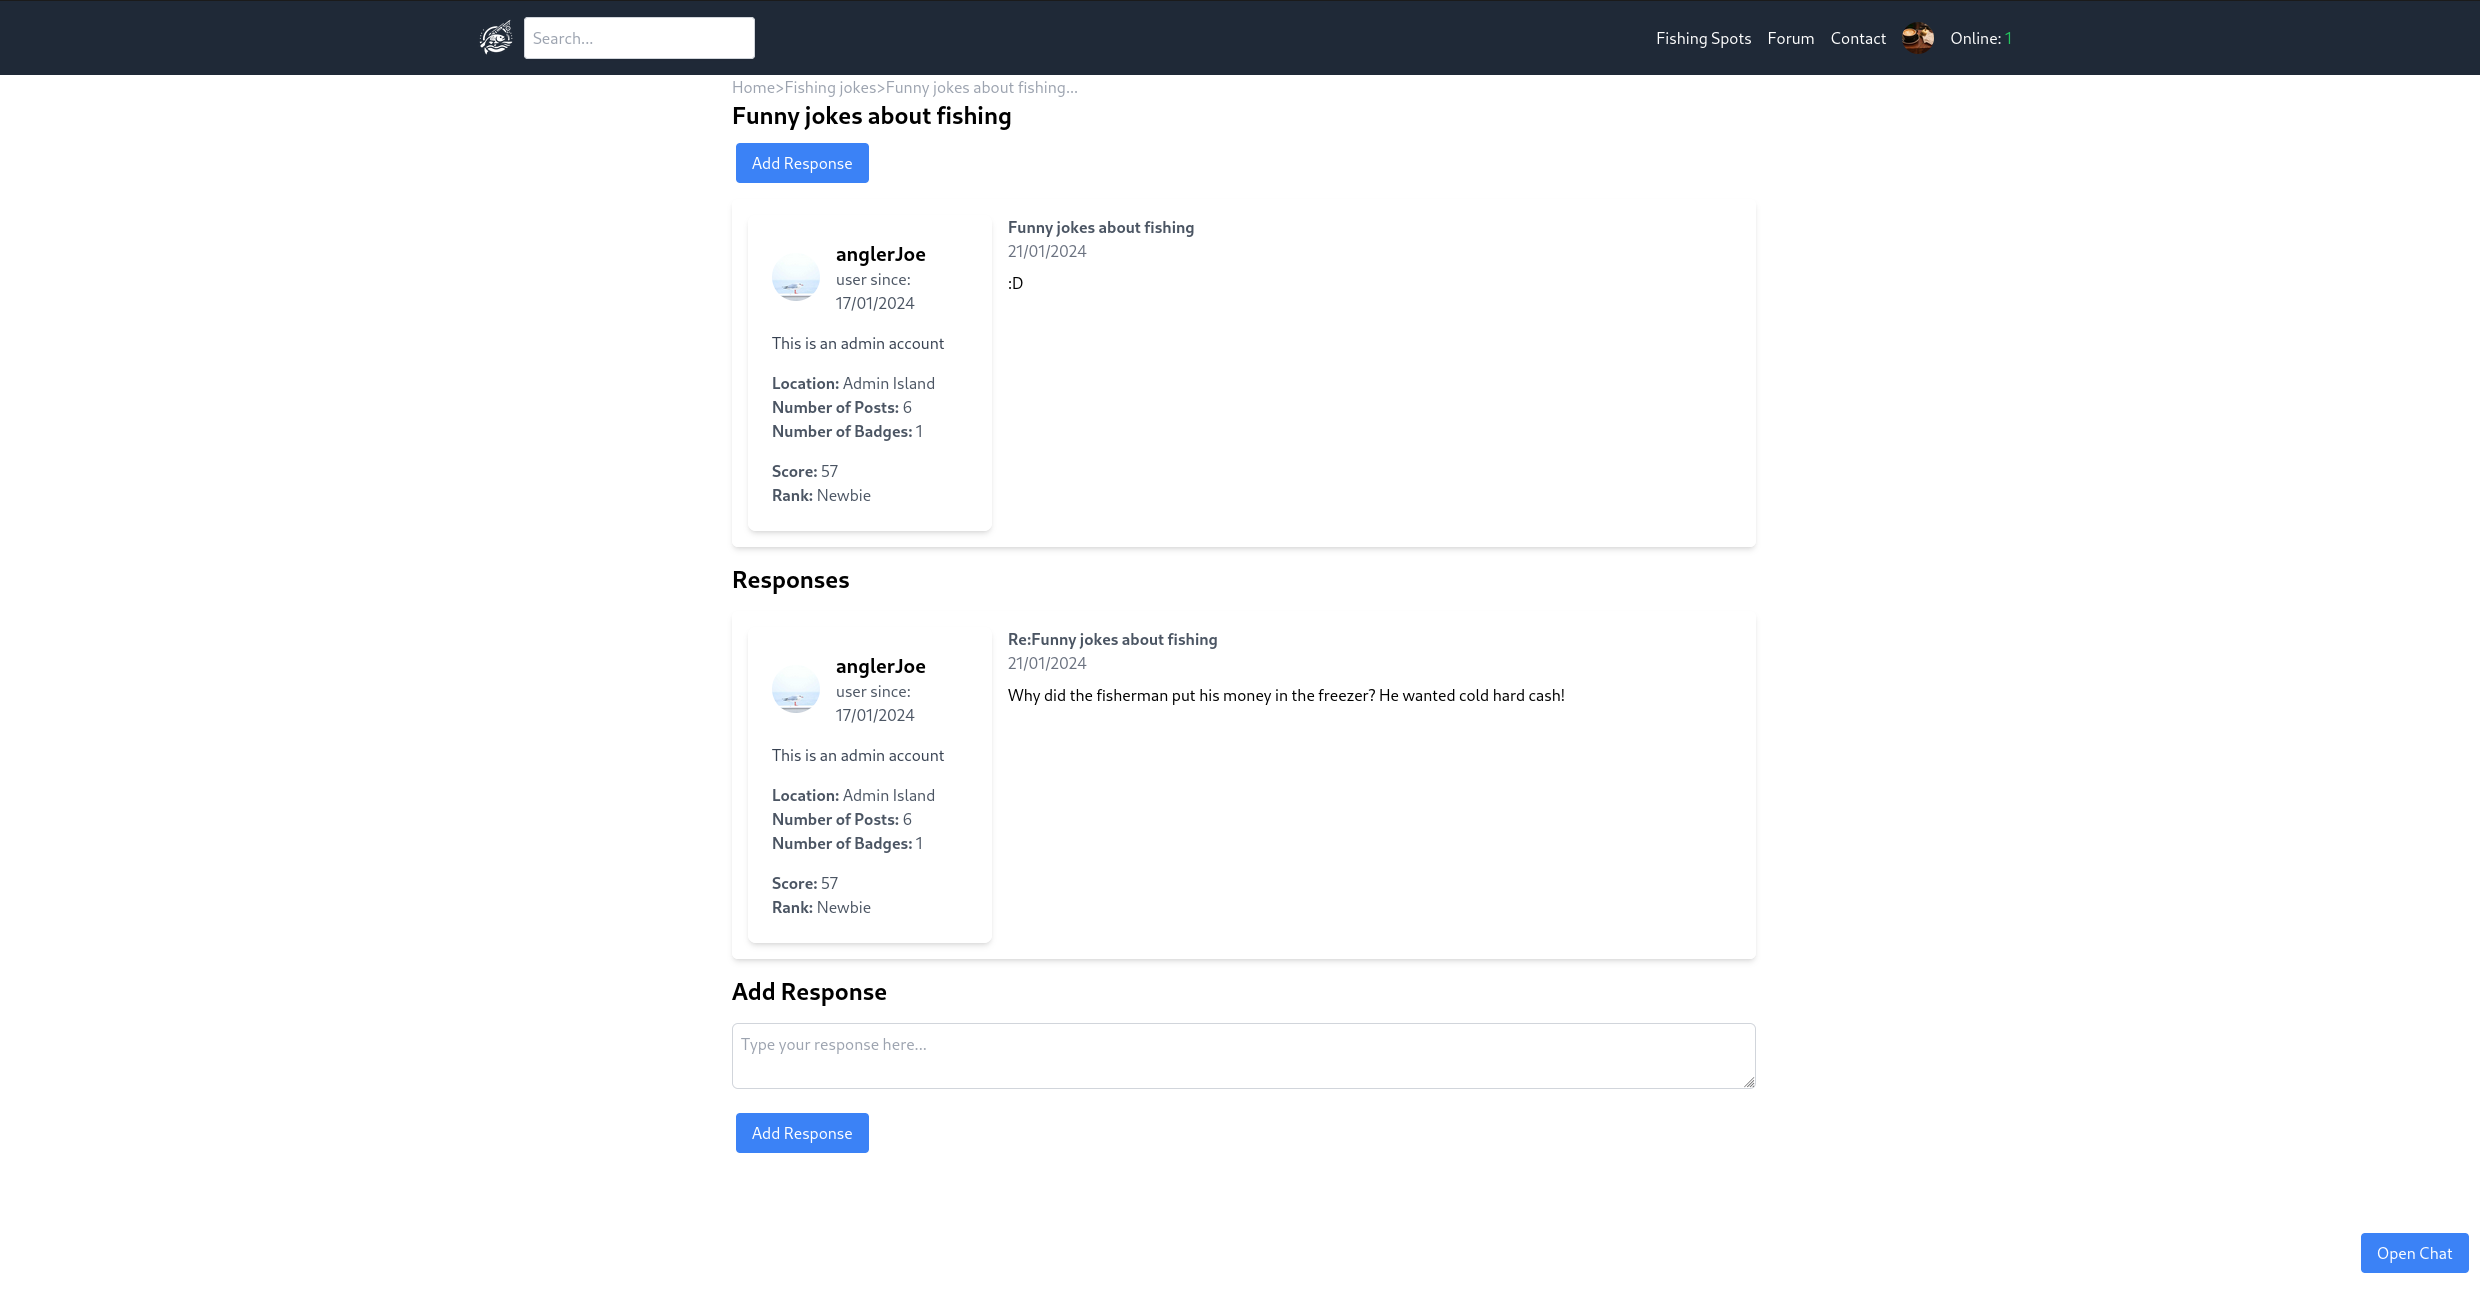 Search...
Fishing Spots Forum Contact Online: 1
Home>Fishing jokes>Funny jokes about fishing...
Funny jokes about fishing
Add Response
anglerJoe
user since:
17/01/2024
This is an admin account
Location: Admin Island
Number of Posts: 6
Number of Badges: 1
Score: 57
Rank: Newbie
Funny jokes about fishing
21/01/2024
:D
Responses
anglerJoe
user since:
17/01/2024
This is an admin account
Location: Admin Island
Number of Posts: 6
Number of Badges: 1
Score: 57
Rank: Newbie
Re:Funny jokes about fishing
21/01/2024
Why did the fisherman put his money in the freezer? He wanted cold hard cash!
Add Response
Type your response here...
Add Response
Open Chat